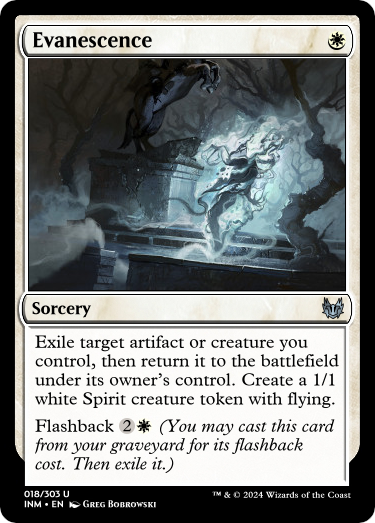 Evanescence
Sorcery
Exile target artifact or creature you
control, then return it to the battlefield
under its owner's control. Create a 1/1
white Spirit creature token with flying.
Flashback 2 (You may cast this card
from your graveyard for its flashback
cost. Then exile it.)
018/303 U
INM • EN Greg Bobrowski
™ & © 2024 Wizards of the Coast